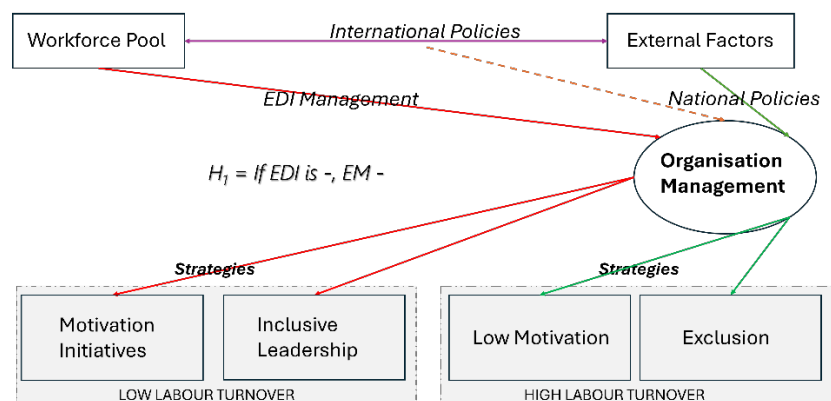 Workforce Pool
International Policies
External Factors
EDI Management
National Policies
Organisation
Management
H₁ = If EDI is -, EM -
Strategies
Strategies
Motivation
Initiatives
Inclusive
Leadership
Low Motivation
Exclusion
LOW LABOUR TURNOVER
HIGH LABOUR TURNOVER